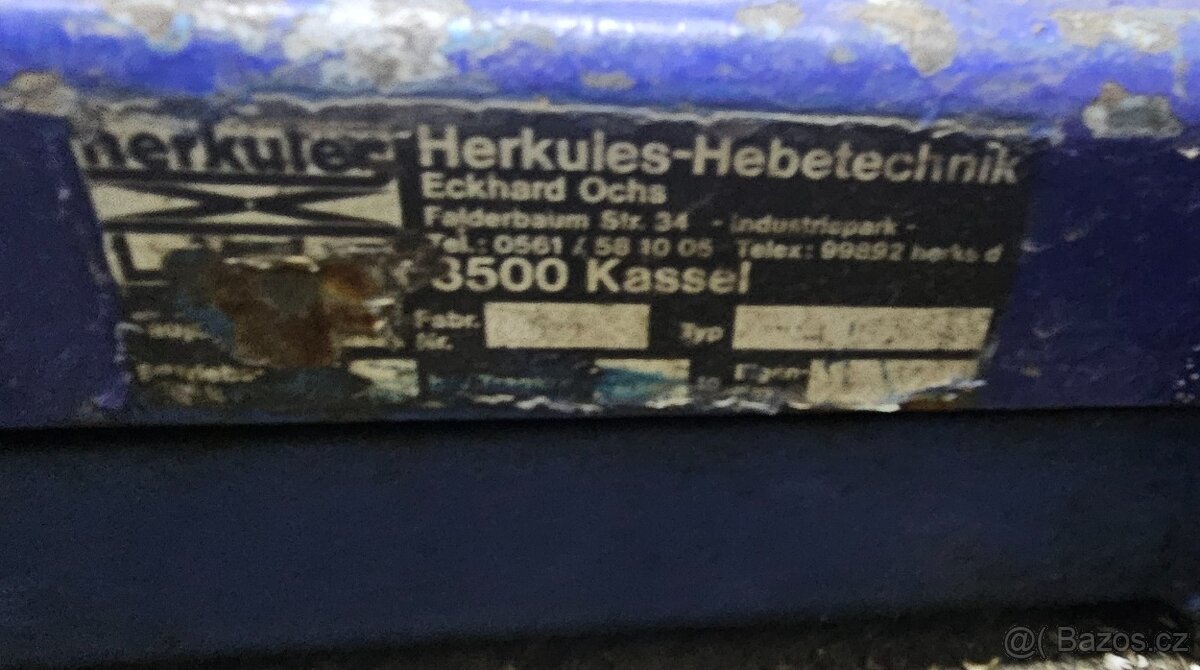 herkules
Herkules-Hebetechnik
Eckhard Ochs
Falderbaum Str. 34 - Industriepark -
Tel.: 0561 / 58 10 05 Telex: 99892 herks d
3500 Kassel
Fabr. Typ
Nr.
@( Bazos.cz